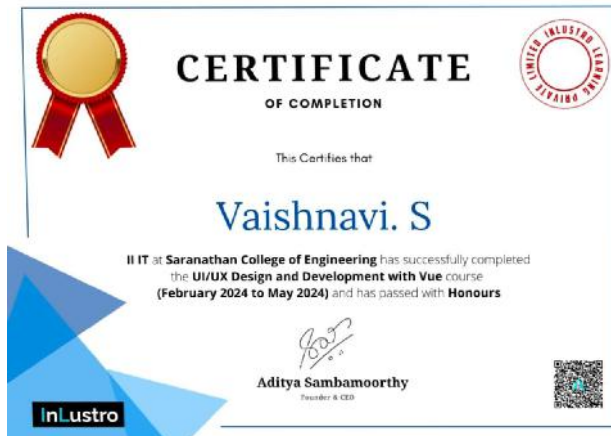 CERTIFICATE
OF COMPLETION
INLUSTRO LEARNING PRIVATE LIMITED
This Certifies that
Vaishnavi. S
II IT at Saranathan College of Engineering has successfully completed
the UI/UX Design and Development with Vue course
(February 2024 to May 2024) and has passed with Honours
Aditya Sambamoorthy
Founder & CEO
InLustro